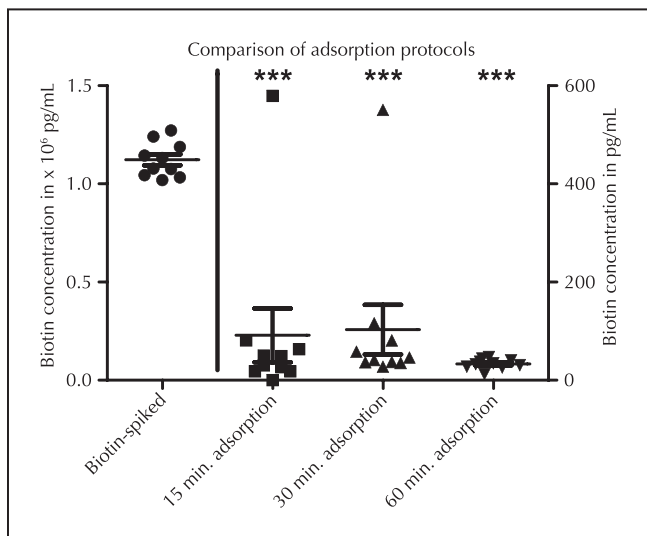 Comparison of adsorption protocols
Biotin concentration in x 10⁶ pg/mL
1.5
1.0
0.5
0.0
*** *** ***
600
400
200
0
Biotin concentration in pg/mL
Biotin-spiked
15 min. adsorption
30 min. adsorption
60 min. adsorption